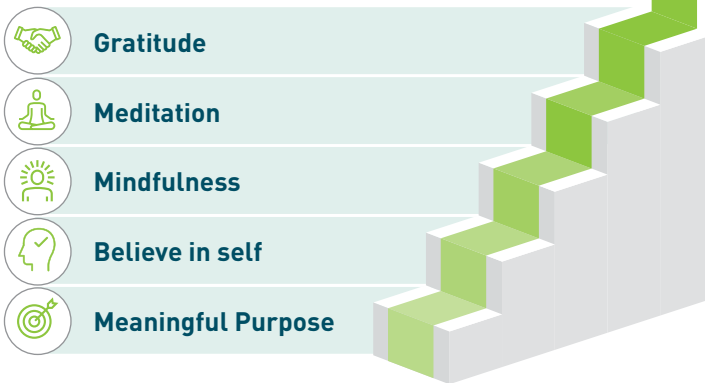 Gratitude
Meditation
Mindfulness
Believe in self
Meaningful Purpose